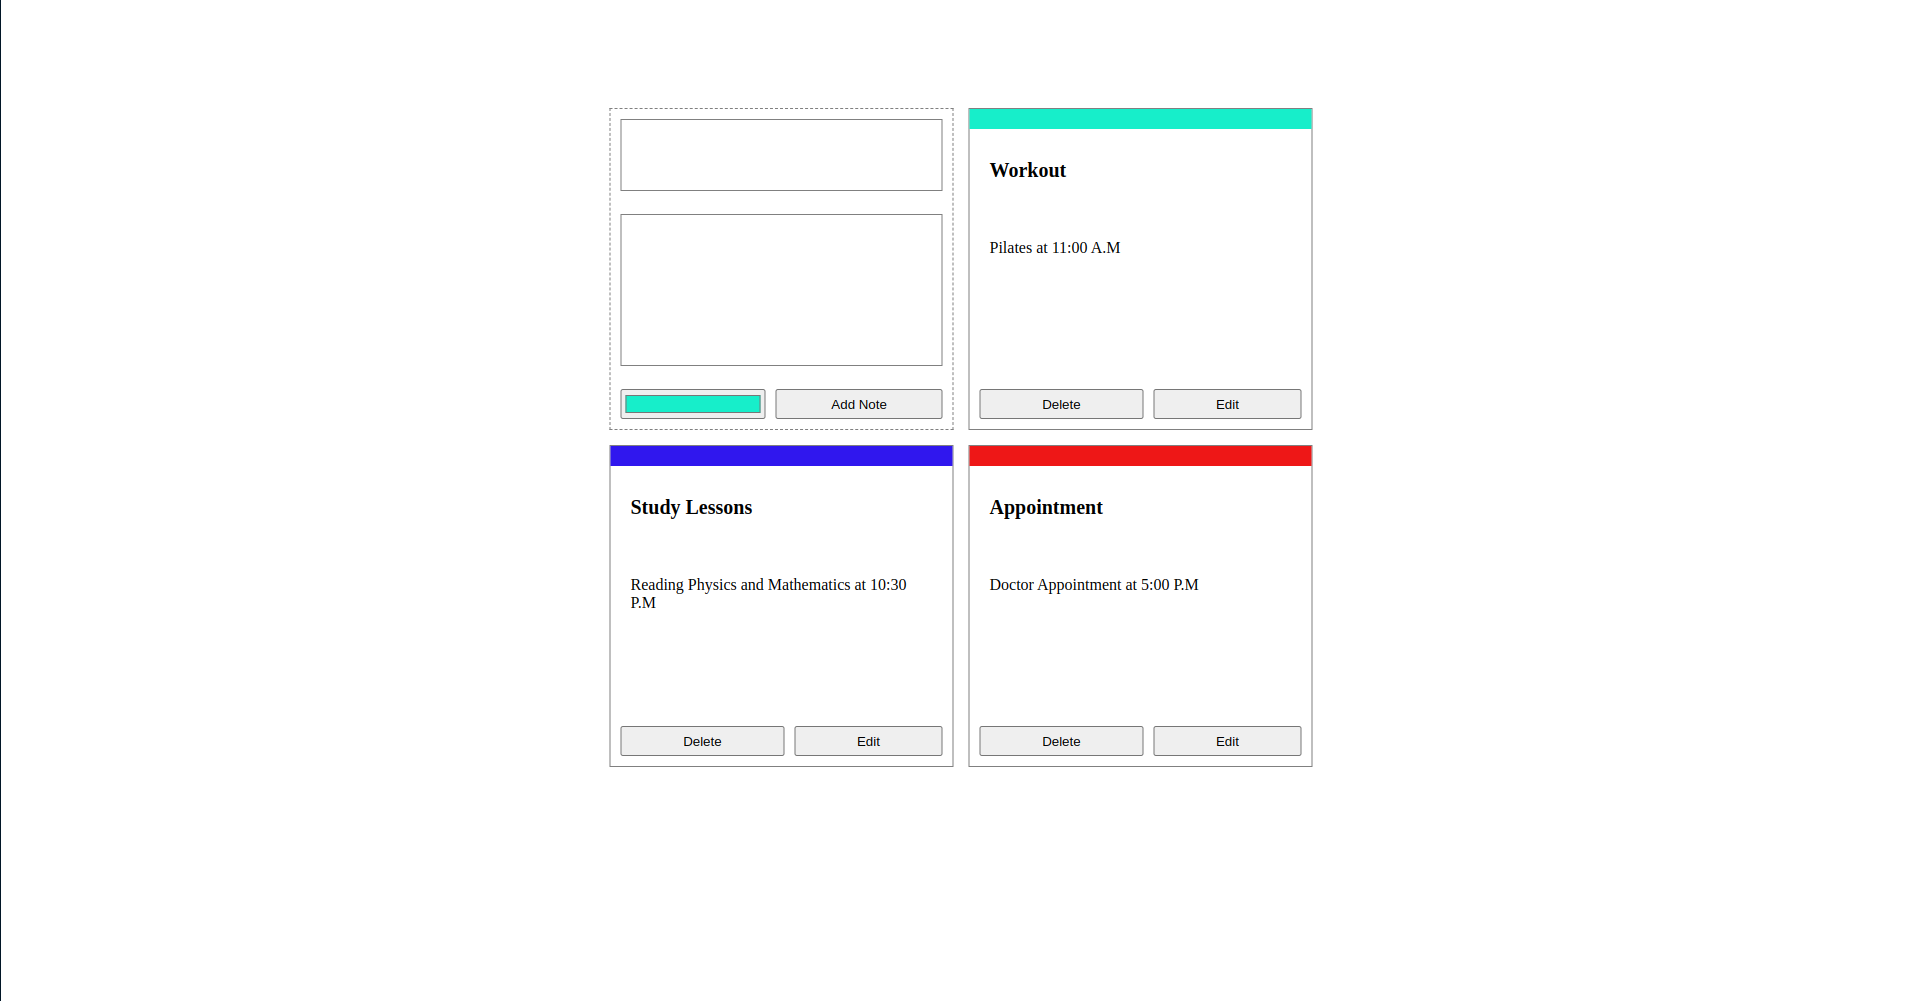 Add Note
Workout
Pilates at 11:00 A.M
Delete
Edit
Study Lessons
Reading Physics and Mathematics at 10:30
P.M
Delete
Edit
Appointment
Doctor Appointment at 5:00 P.M
Delete
Edit